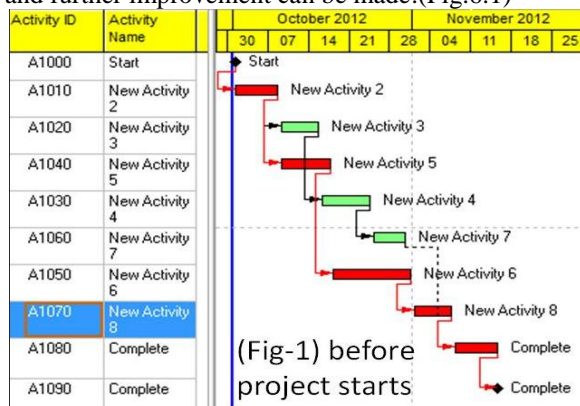 and further improvement can be made.(Fig.6.1)
Activity ID Activity Name October 2012 November 2012
30 07 14 21 28 04 11 18 25
A1000 Start Start
A1010 New Activity 2 New Activity 2
A1020 New Activity 3 New Activity 3
A1040 New Activity 5 New Activity 5
A1030 New Activity 4 New Activity 4
A1060 New Activity 7 New Activity 7
A1050 New Activity 6 New Activity 6
A1070 New Activity 8 New Activity 8
A1080 Complete Complete
A1090 Complete Complete
(Fig-1) before
project starts